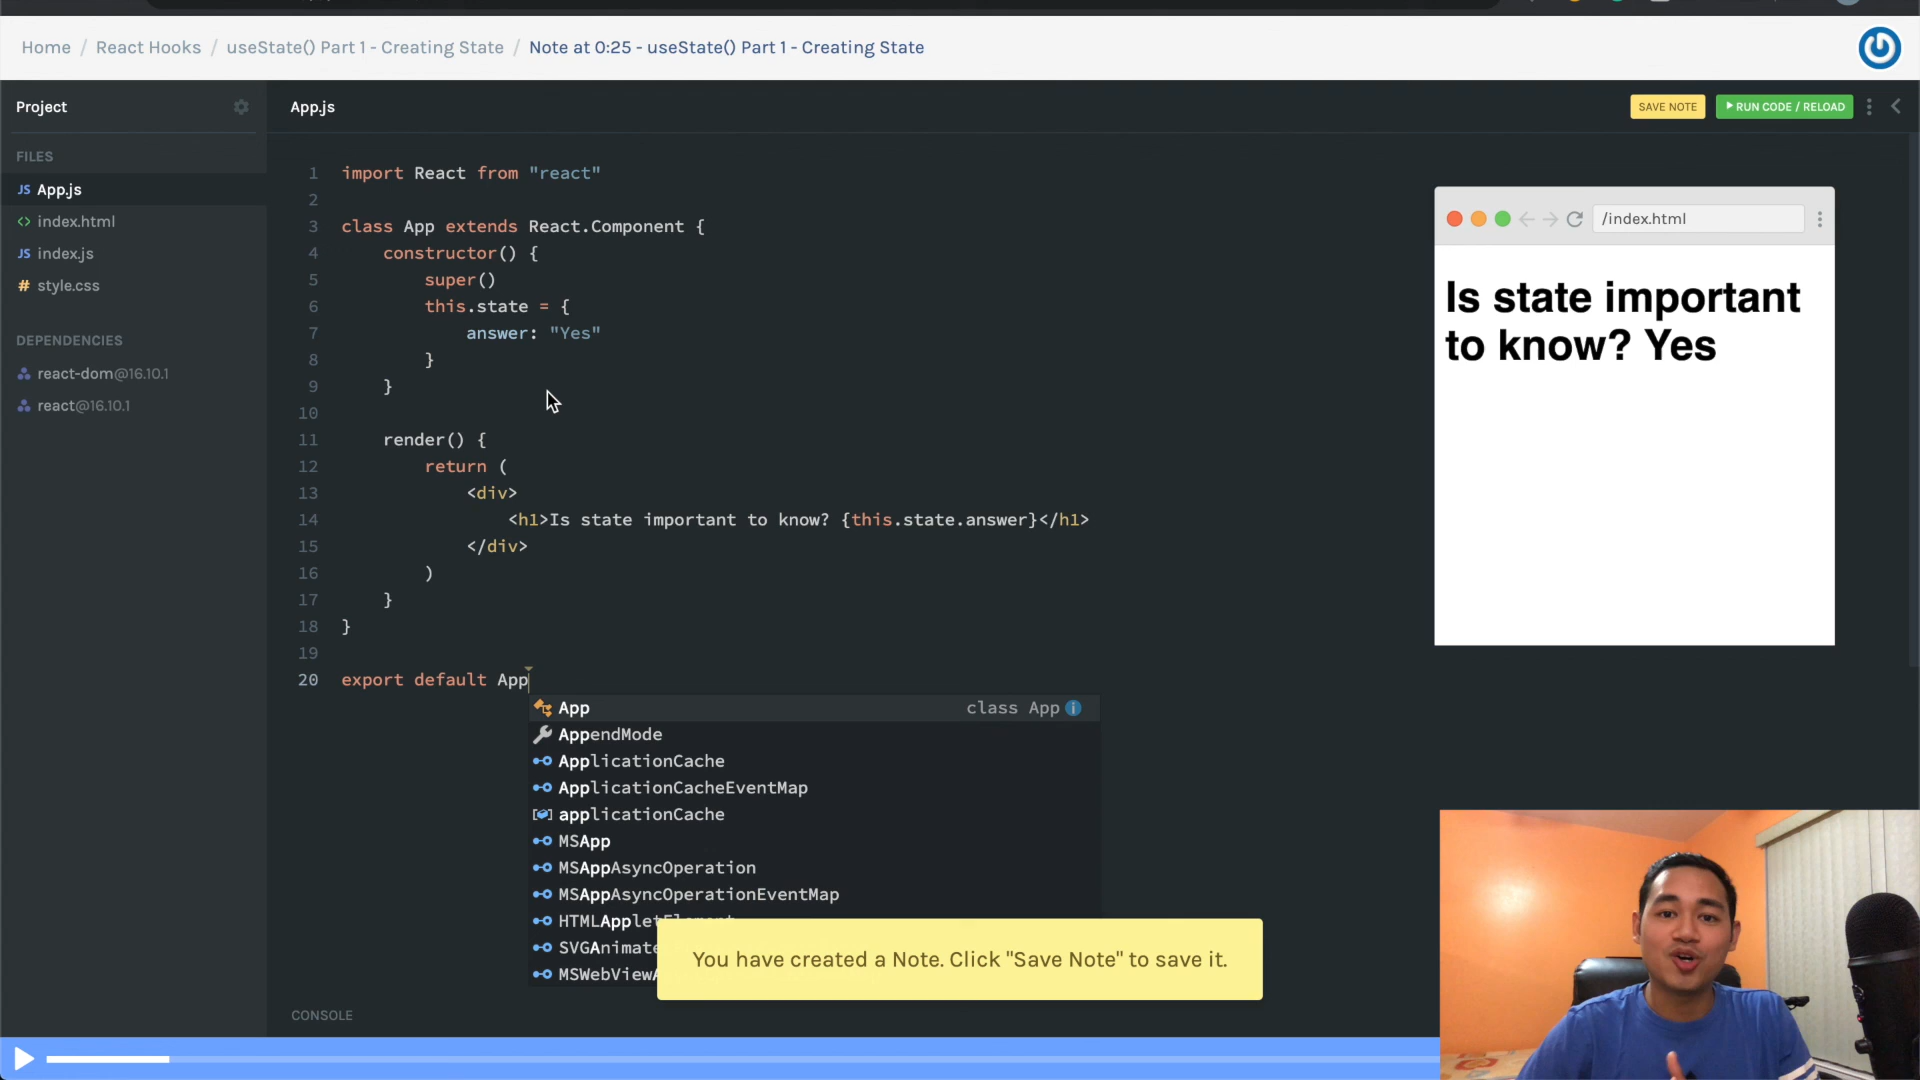 Home / React Hooks / useState() Part 1 - Creating State / Note at 0:25 - useState() Part 1 - Creating State
Project
FILES
JS App.js
<> index.html
JS index.js
# style.css
DEPENDENCIES
react-dom@16.10.1
react@16.10.1
App.js
SAVE NOTE
RUN CODE / RELOAD
1 import React from "react"
2
3 class App extends React.Component {
4 constructor() {
5 super()
6 this.state = {
7 answer: "Yes"
8 }
9 }
10
11 render() {
12 return (
13 <div>
14 <h1>Is state important to know? {this.state.answer}</h1>
15 </div>
16 )
17 }
18 }
19
20 export default App
App class App
AppendMode
ApplicationCache
ApplicationCacheEventMap
applicationCache
MSApp
MSAppAsyncOperation
MSAppAsyncOperationEventMap
HTMLAppletElement
SVGAnimate
MSWebViewA
You have created a Note. Click "Save Note" to save it.
CONSOLE
/index.html
Is state important
to know? Yes